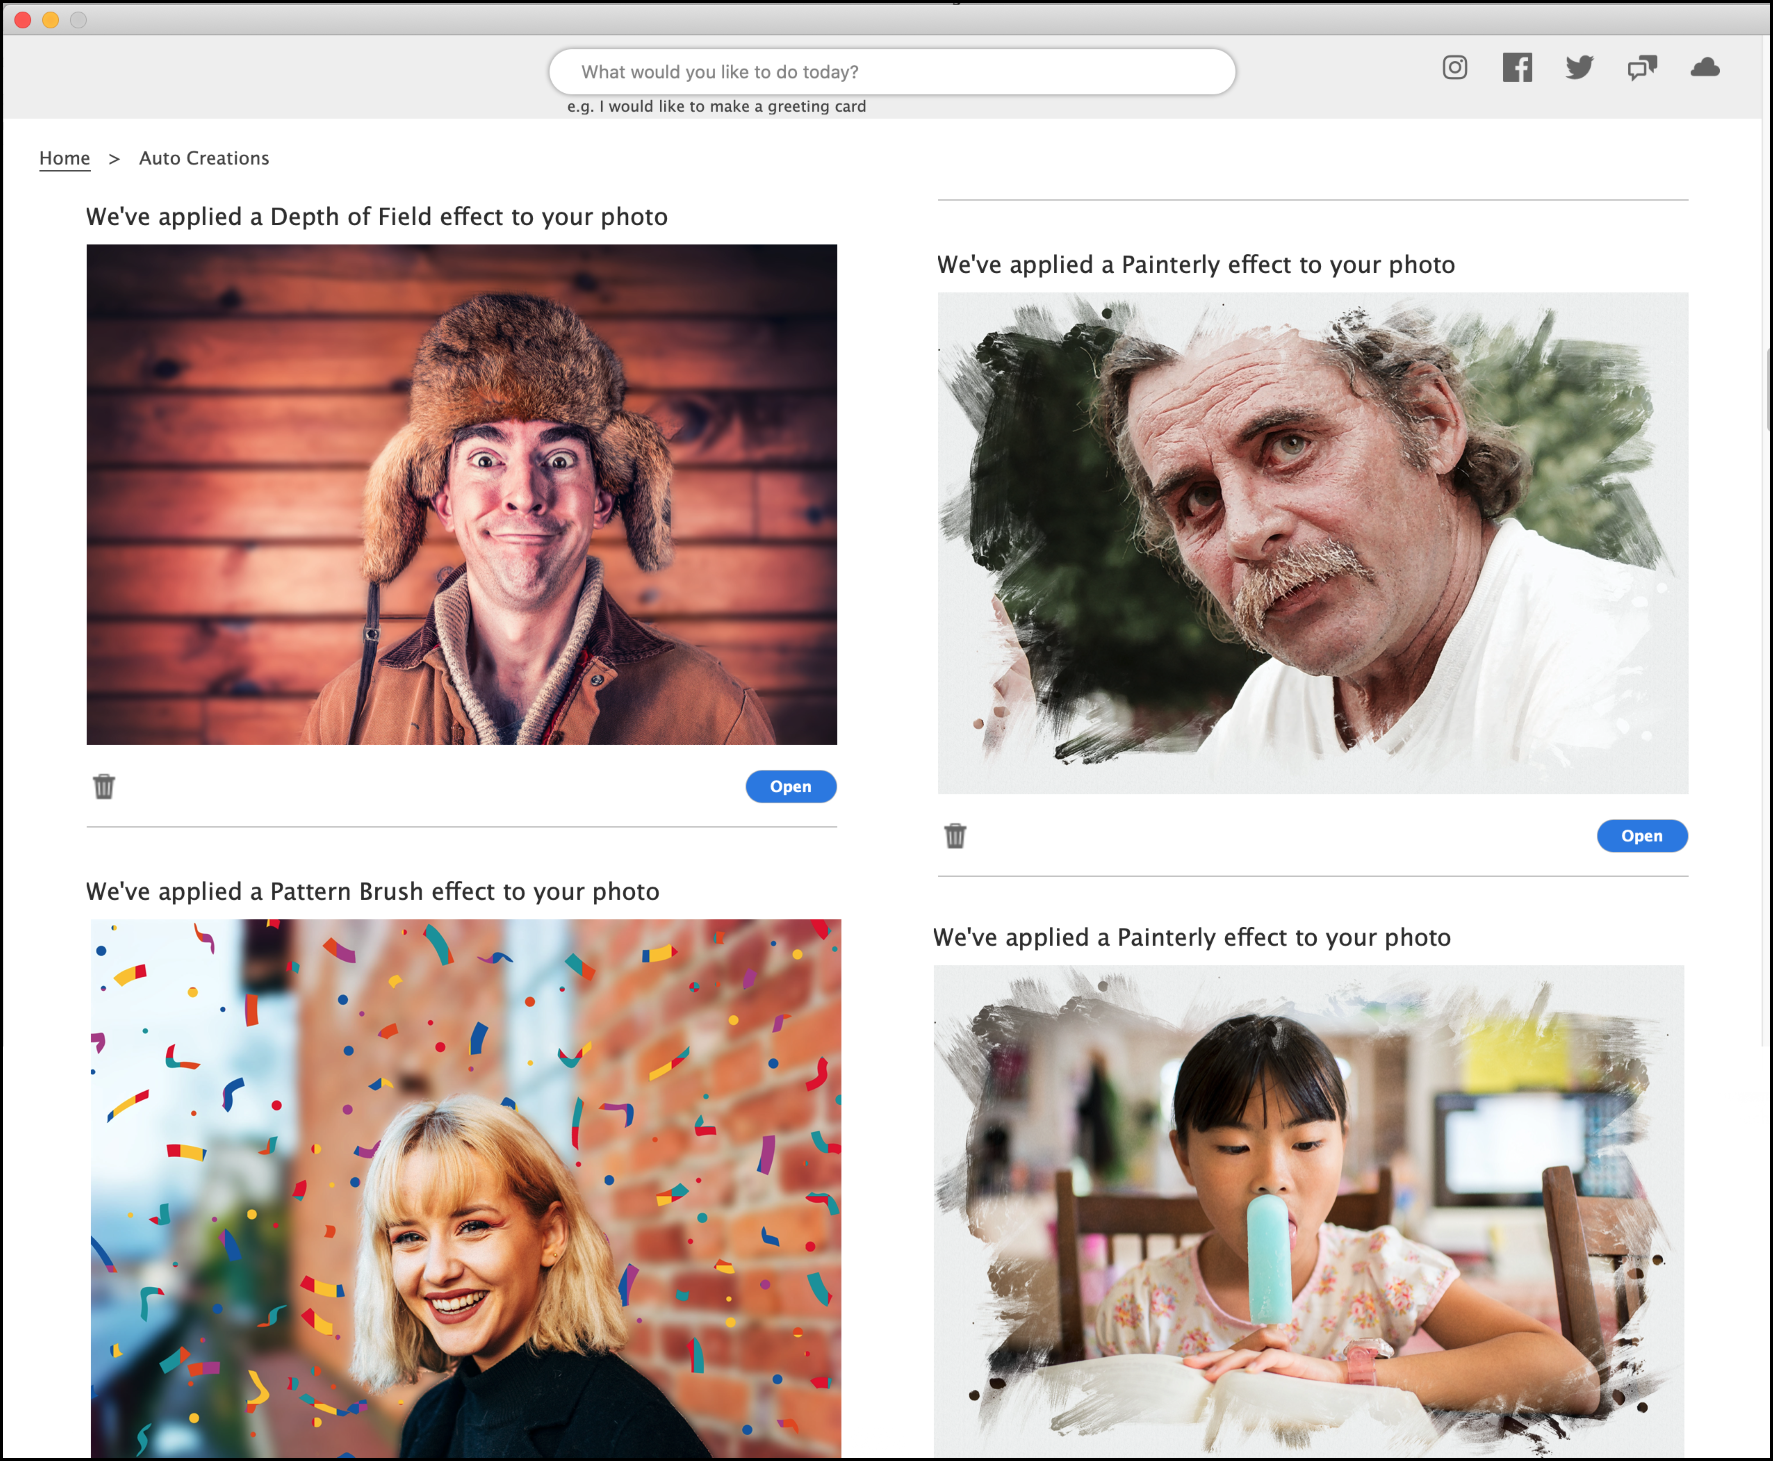 What would you like to do today?
e.g. I would like to make a greeting card
Home > Auto Creations
We've applied a Depth of Field effect to your photo
Open
We've applied a Painterly effect to your photo
Open
We've applied a Pattern Brush effect to your photo
We've applied a Painterly effect to your photo